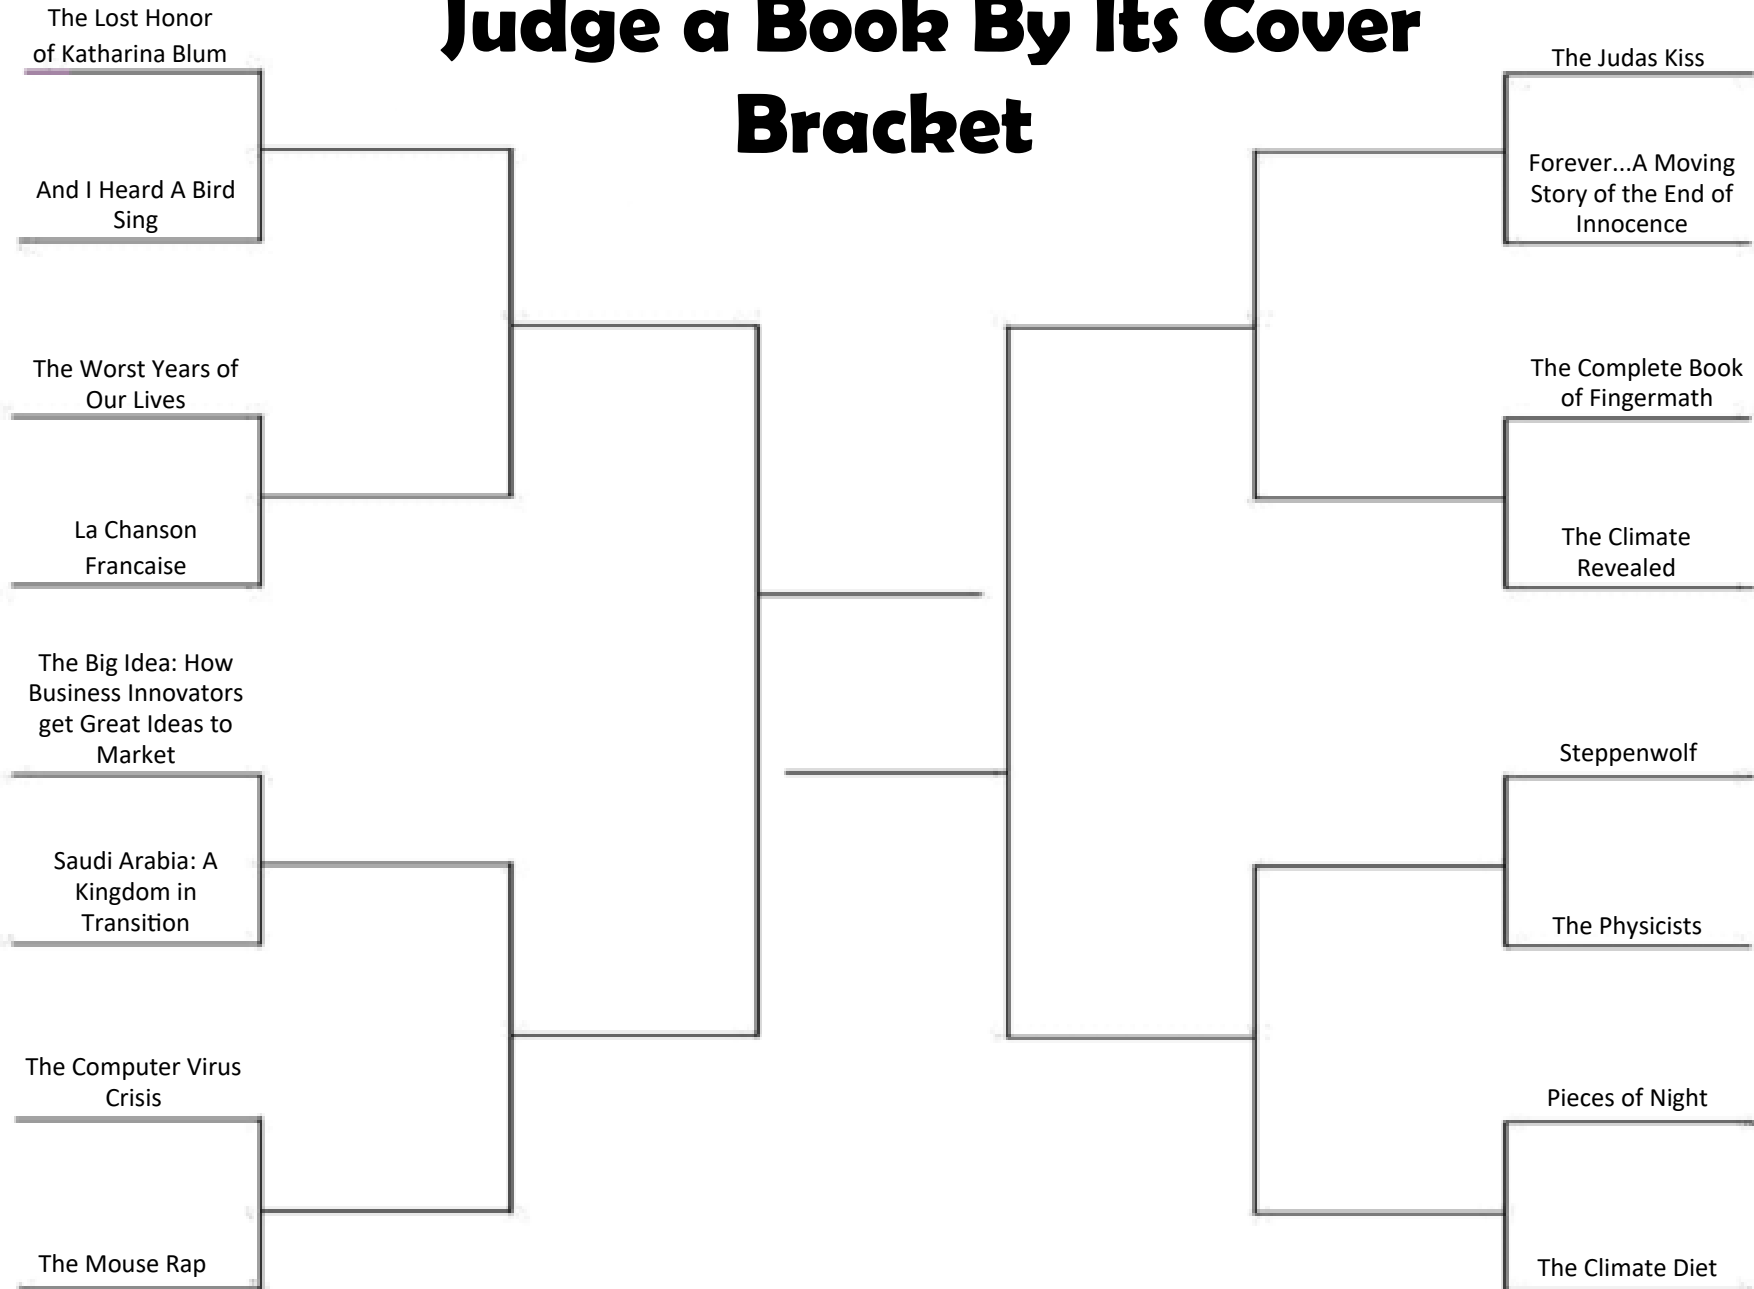 Judge a Book By Its Cover
Bracket
The Lost Honor
of Katharina Blum
And I Heard A Bird
Sing
The Worst Years of
Our Lives
La Chanson
Francaise
The Big Idea: How
Business Innovators
get Great Ideas to
Market
Saudi Arabia: A
Kingdom in
Transition
The Computer Virus
Crisis
The Mouse Rap
The Judas Kiss
Forever...A Moving
Story of the End of
Innocence
The Complete Book
of Fingermath
The Climate
Revealed
Steppenwolf
The Physicists
Pieces of Night
The Climate Diet